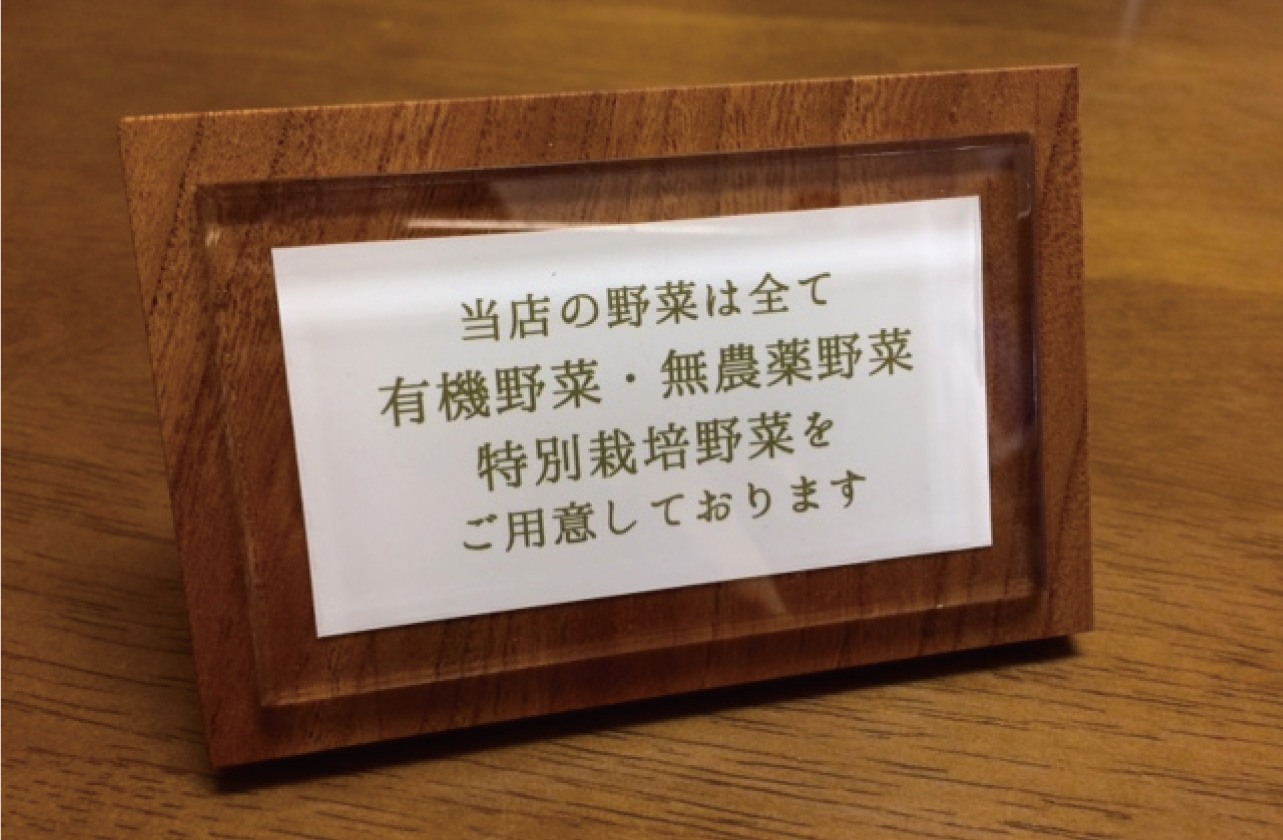 当店の野菜は全て
有機野菜・無農薬野菜
特別栽培野菜を
ご用意しております